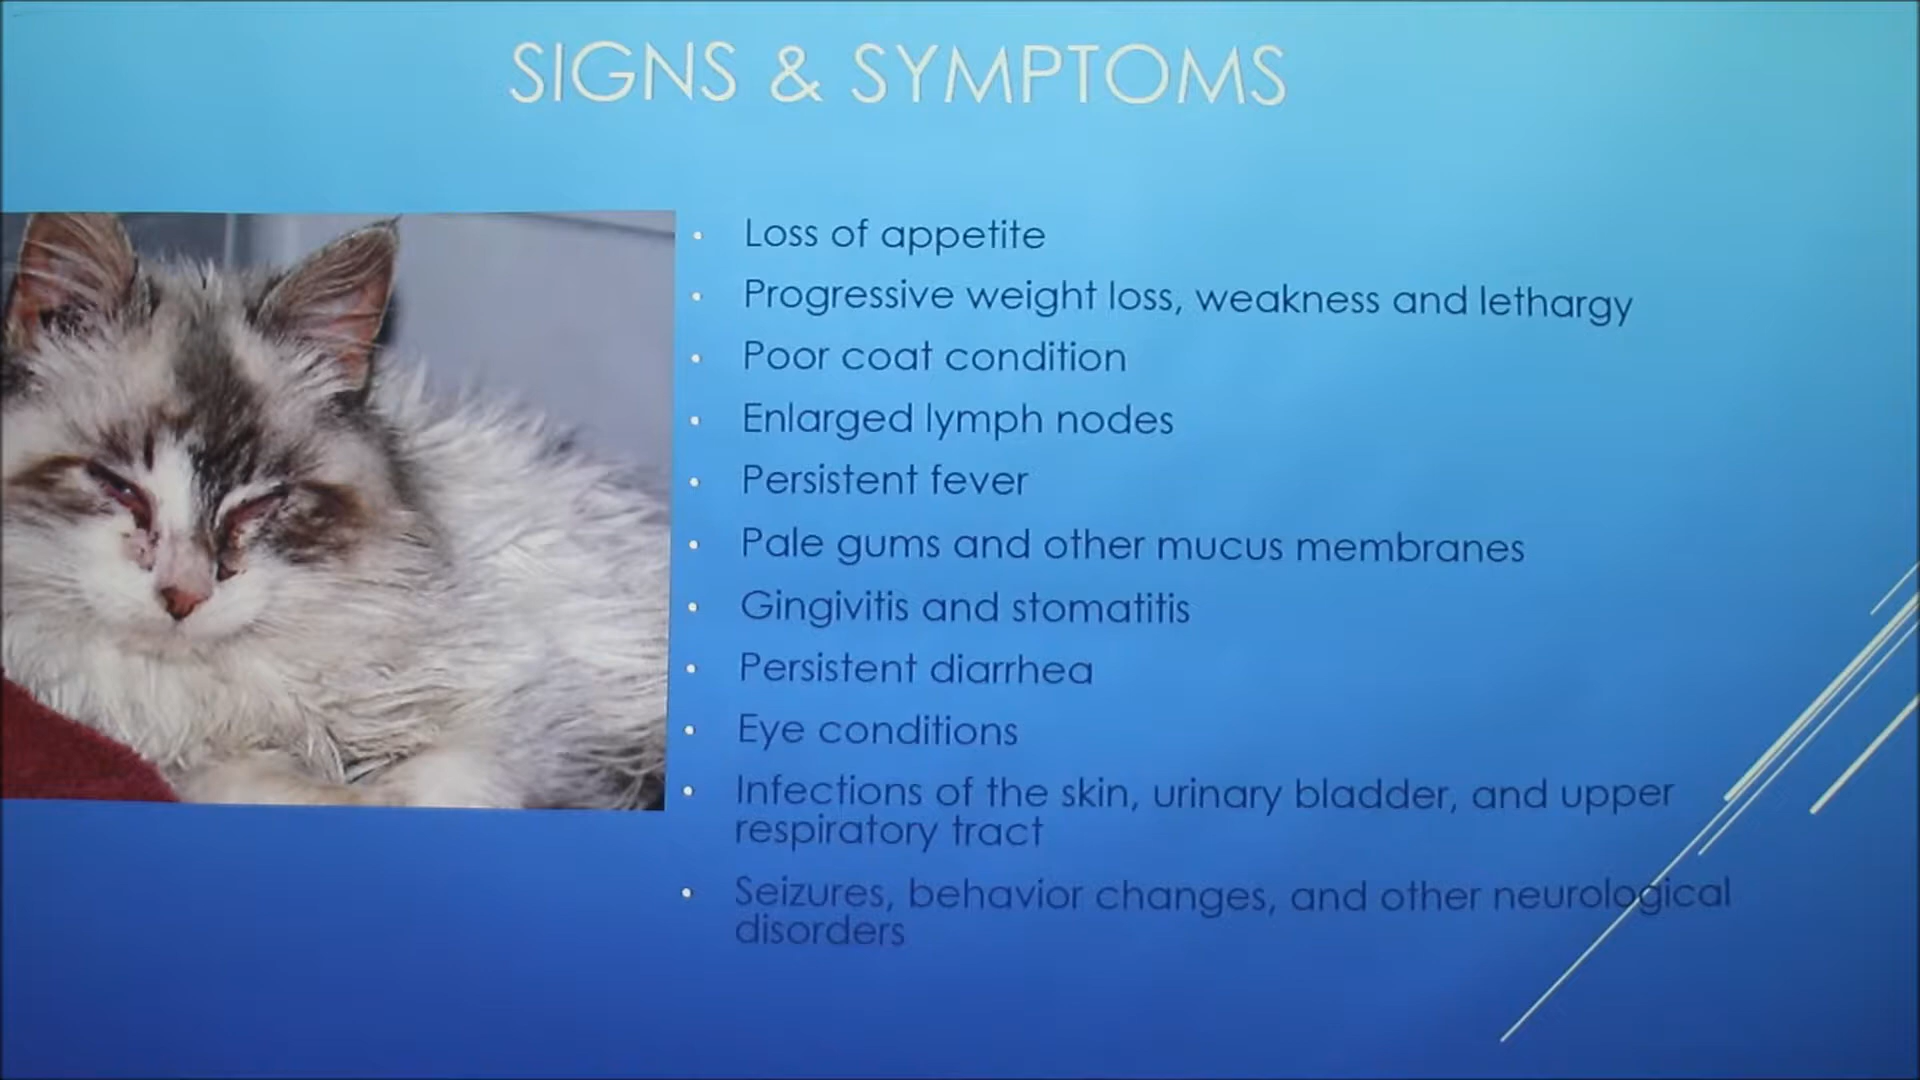 SIGNS & SYMPTOMS
• Loss of appetite
• Progressive weight loss, weakness and lethargy
• Poor coat condition
• Enlarged lymph nodes
• Persistent fever
• Pale gums and other mucus membranes
• Gingivitis and stomatitis
• Persistent diarrhea
• Eye conditions
• Infections of the skin, urinary bladder, and upper
respiratory tract
• Seizures, behavior changes, and other neurological
disorders